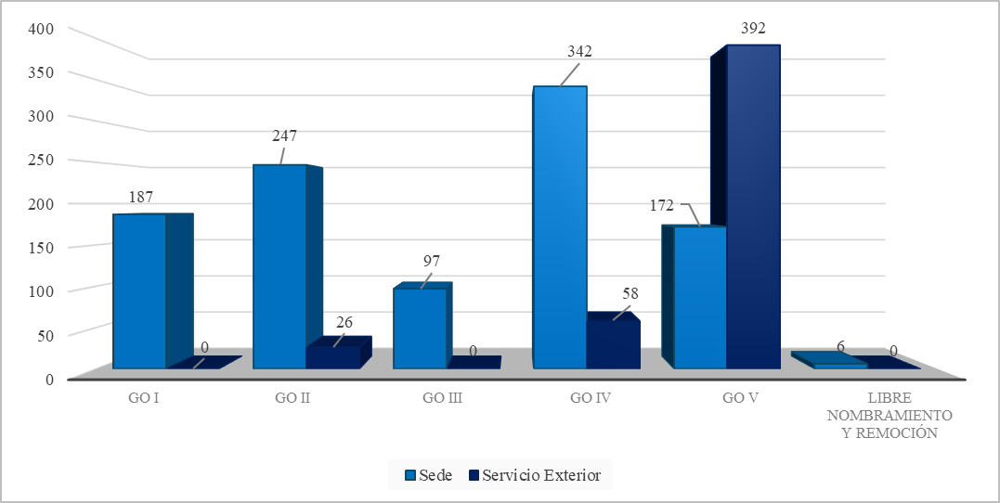 400
350
300
250
200
150
100
50
0
187
0
247
26
97
0
342
58
172
392
6
0
GO I
GO II
GO III
GO IV
GO V
LIBRE
NOMBRAMIENTO
Y REMOCIÓN
Sede
Servicio Exterior